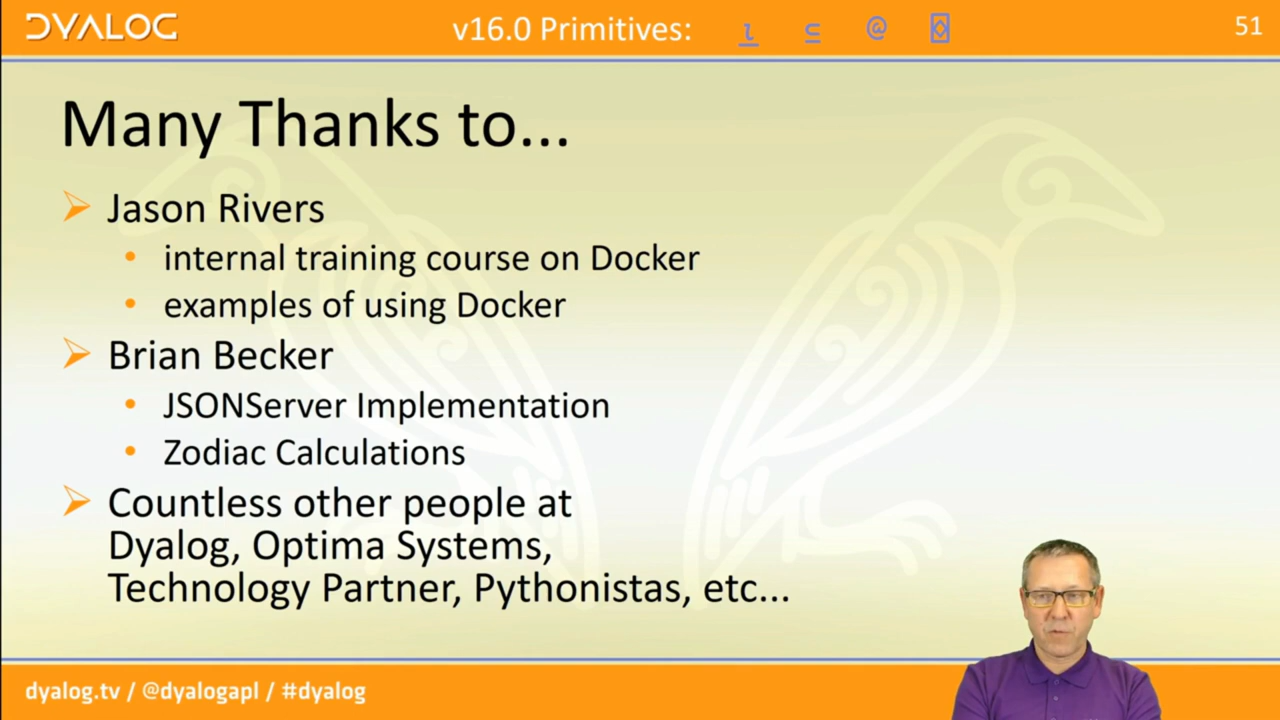 DYALOG
v16.0 Primitives: ⍸ ⊆ @ ⌺
51
Many Thanks to...
Jason Rivers
internal training course on Docker
examples of using Docker
Brian Becker
JSONServer Implementation
Zodiac Calculations
Countless other people at
Dyalog, Optima Systems,
Technology Partner, Pythonistas, etc...
dyalog.tv / @dyalogapl / #dyalog